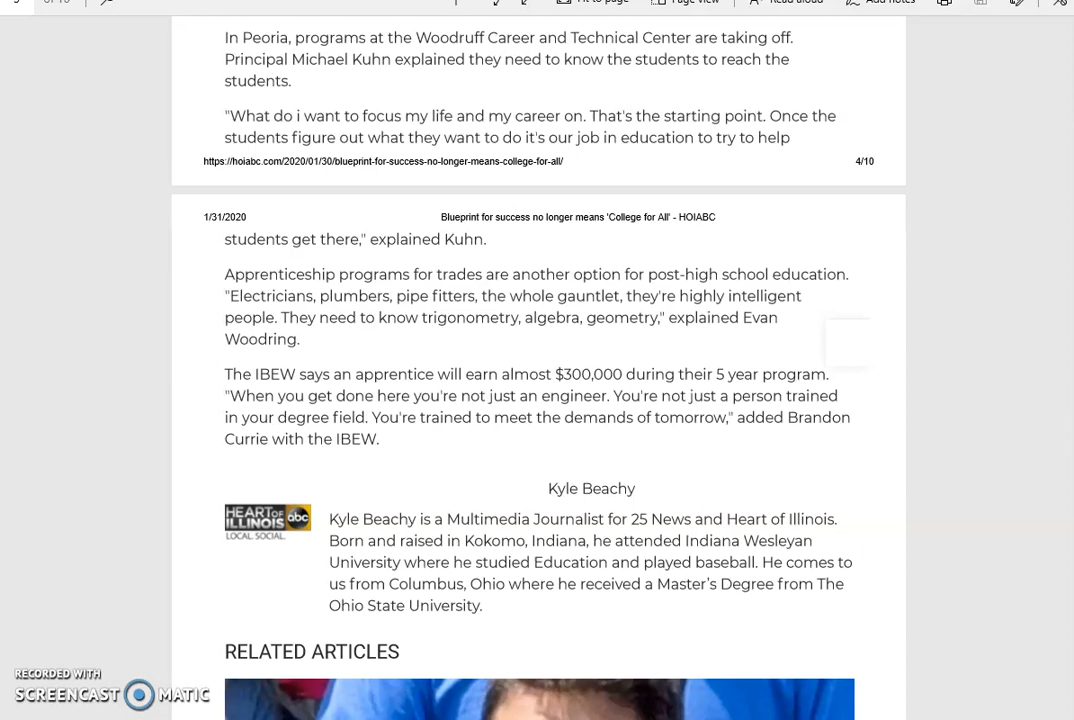 Page view
Read aloud
Add notes
In Peoria, programs at the Woodruff Career and Technical Center are taking off.
Principal Michael Kuhn explained they need to know the students to reach the
students.
"What do i want to focus my life and my career on. That's the starting point. Once the
students figure out what they want to do it's our job in education to try to help
https://hoiabc.com/2020/01/30/blueprint-for-success-no-longer-means-college-for-all/ 4/10
1/31/2020 Blueprint for success no longer means 'College for All' - HOIABC
students get there," explained Kuhn.
Apprenticeship programs for trades are another option for post-high school education.
"Electricians, plumbers, pipe fitters, the whole gauntlet, they're highly intelligent
people. They need to know trigonometry, algebra, geometry," explained Evan
Woodring.
The IBEW says an apprentice will earn almost $300,000 during their 5 year program.
"When you get done here you're not just an engineer. You're not just a person trained
in your degree field. You're trained to meet the demands of tomorrow," added Brandon
Currie with the IBEW.
Kyle Beachy
HEART OF
ILLINOIS abc
LOCAL. SOCIAL.
Kyle Beachy is a Multimedia Journalist for 25 News and Heart of Illinois.
Born and raised in Kokomo, Indiana, he attended Indiana Wesleyan
University where he studied Education and played baseball. He comes to
us from Columbus, Ohio where he received a Master's Degree from The
Ohio State University.
RELATED ARTICLES
RECORDED WITH
SCREENCAST MATIC